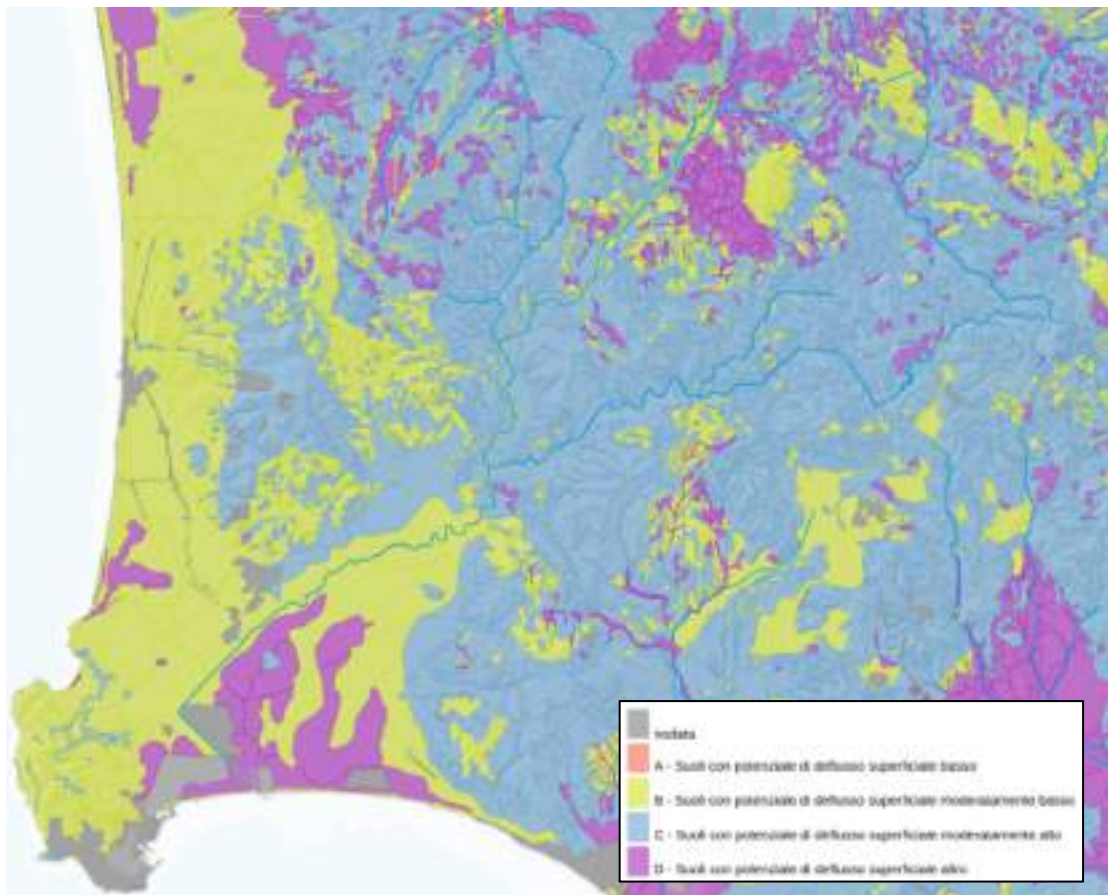 nodata
A - Suoli con potenziale di deflusso superficiale basso
B - Suoli con potenziale di deflusso superficiale moderatamente basso
C - Suoli con potenziale di deflusso superficiale moderatamente alto
D - Suoli con potenziale di deflusso superficiale alto